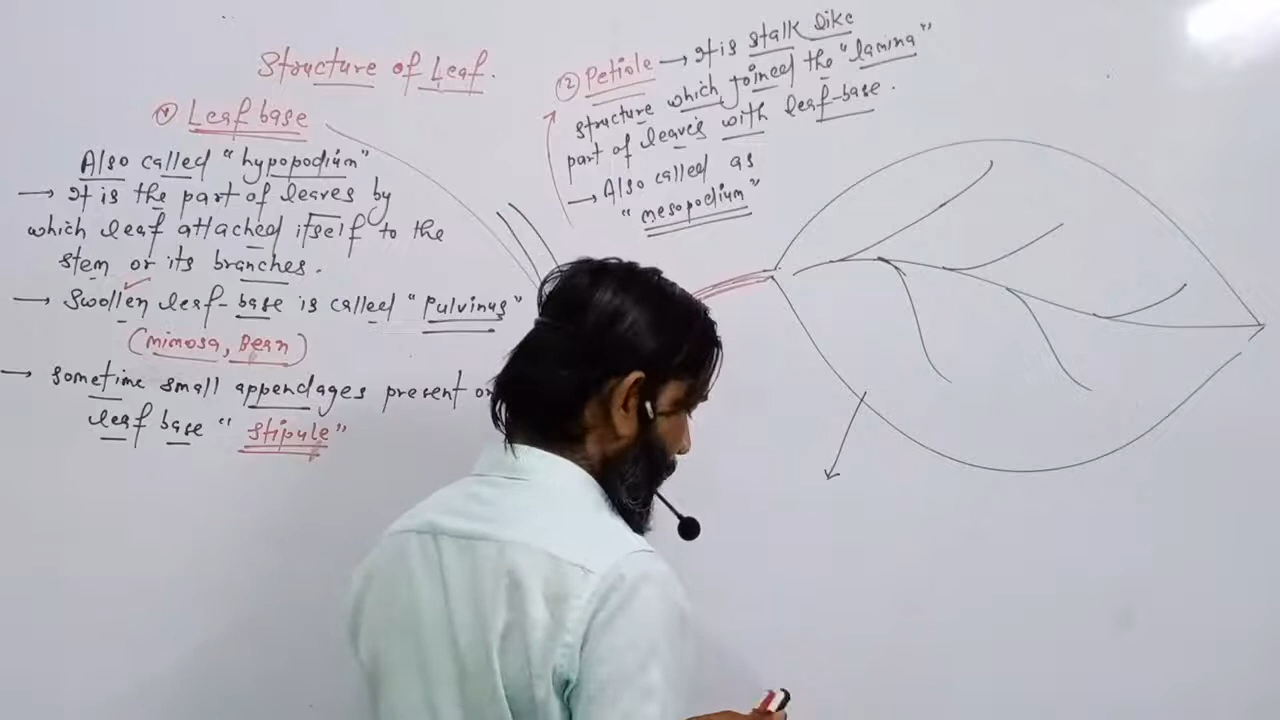 Structure of Leaf.
① Leaf base
Also called "hypopodium"
→ It is the part of leaves by
which leaf attached itself to the
stem or its branches.
→ Swollen leaf-base is called "Pulvinus"
(mimosa, Bean)
→ sometime small appendages present on
leaf base "stipule"
② Petiole → It is stalk like
structure which joined the "lamina"
part of leaves with leaf-base.
→ Also called as
"mesopodium"